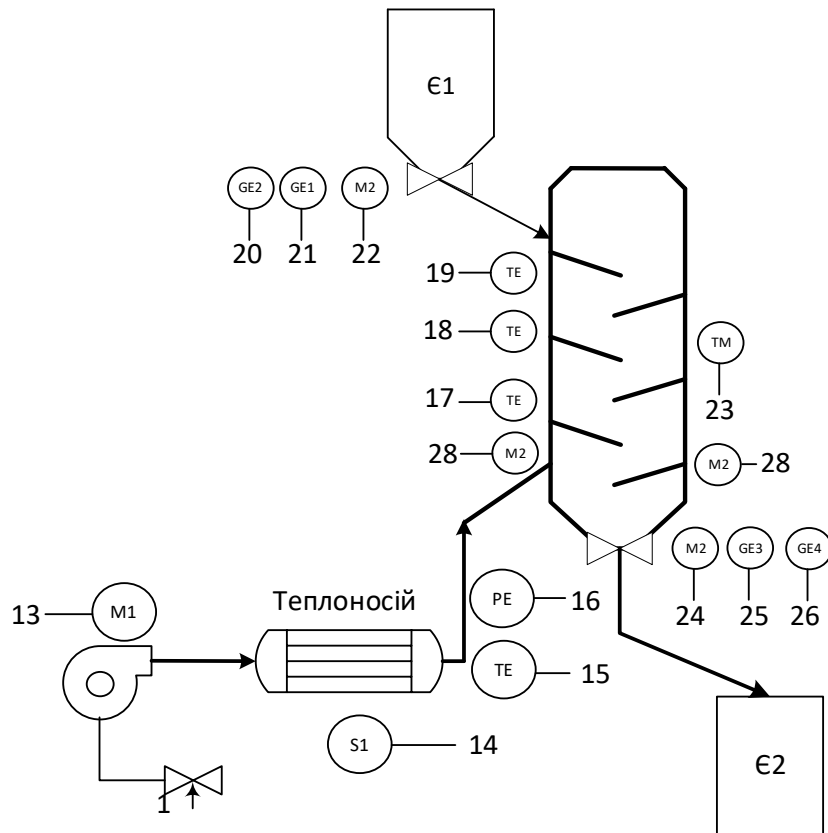 Є1
GE2 GE1 M2
20 21 22
19 TE
18 TE
TM
23
17 TE
28 M2
M2 28
M2 GE3 GE4
24 25 26
13 M1
Теплоносій
PE 16
TE 15
S1 14
1
Є2